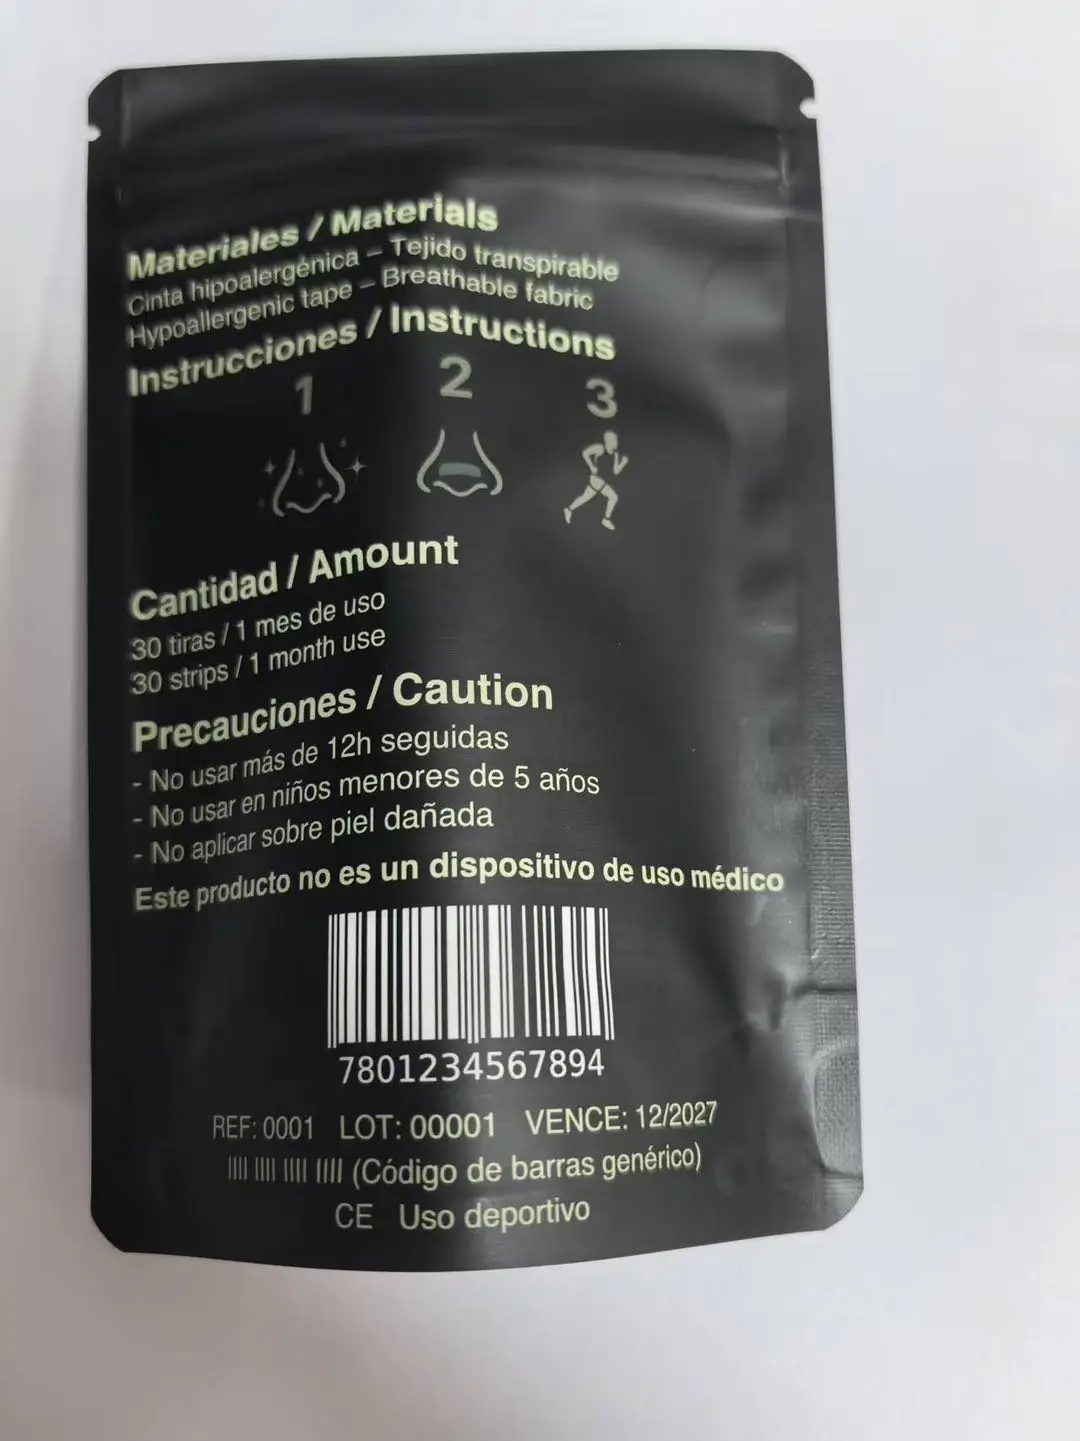 Materiales / Materials
Cinta hipoalergénica – Tejido transpirable
Hypoallergenic tape – Breathable fabric
Instrucciones / Instructions
1 2 3
Cantidad / Amount
30 tiras / 1 mes de uso
30 strips / 1 month use
Precauciones / Caution
- No usar más de 12h seguidas
- No usar en niños menores de 5 años
- No aplicar sobre piel dañada
Este producto no es un dispositivo de uso médico
7801234567894
REF: 0001 LOT: 00001 VENCE: 12/2027
|||| |||| |||| |||| (Código de barras genérico)
CE Uso deportivo